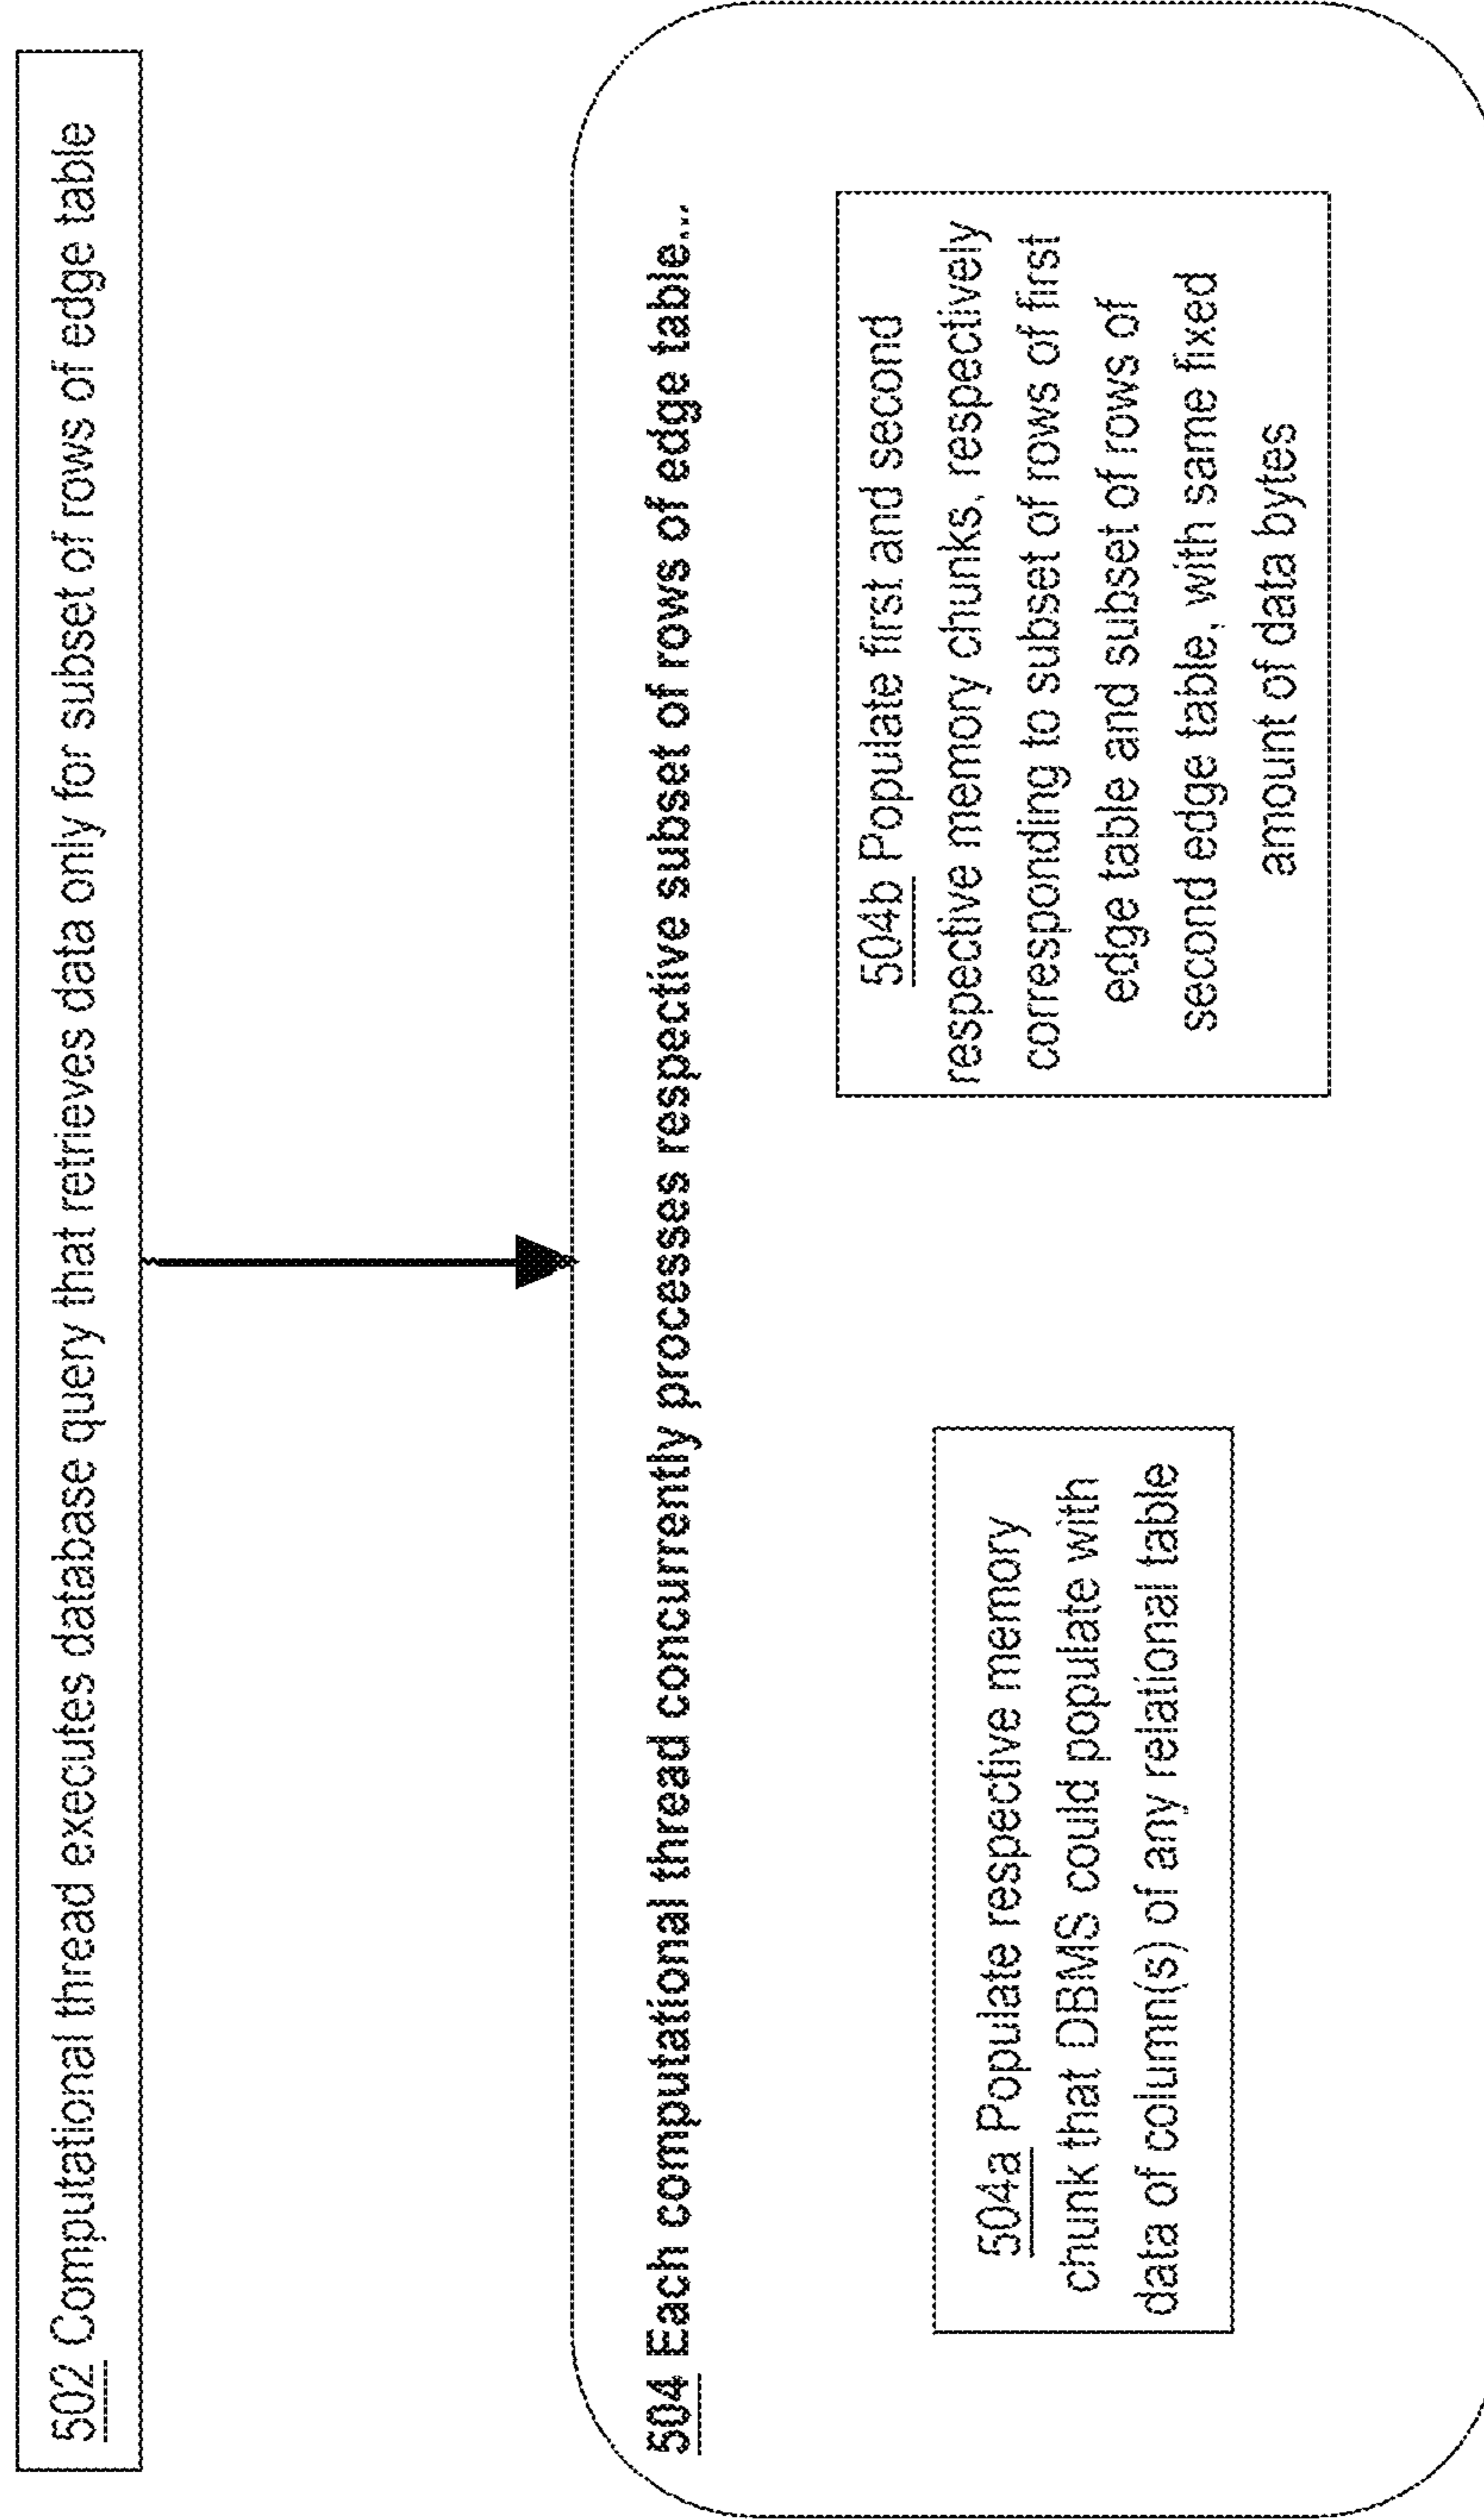 502 Computational thread executes database query that retrieves data only for subset of rows of edge table
504 Each computational thread concurrently processes respective subset of rows of edge table...
504a Populate respective memory
chunk that DBMS could populate with
data of column(s) of any relational table
504b Populate first and second
respective memory chunks, respectively
corresponding to subset of rows of first
edge table and subset of rows of
second edge table, with same fixed
amount of data bytes